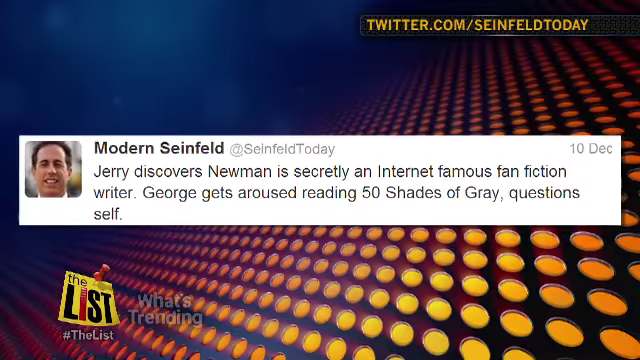 TWITTER.COM/SEINFELDTODAY
Modern Seinfeld @SeinfeldToday 10 Dec
Jerry discovers Newman is secretly an Internet famous fan fiction
writer. George gets aroused reading 50 Shades of Gray, questions
self.
the
LIST
What's
Trending
#TheList